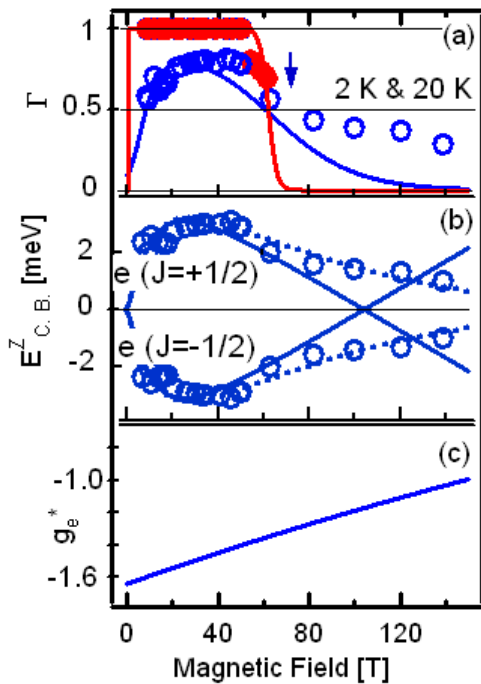 1
(a)
Γ
0.5
2 K & 20 K
0
(b)
2
e (J=+1/2)
E^Z_C. B. [meV]
0
e (J=-1/2)
-2
(c)
-1.0
g_e*
-1.6
0 40 80 120
Magnetic Field [T]